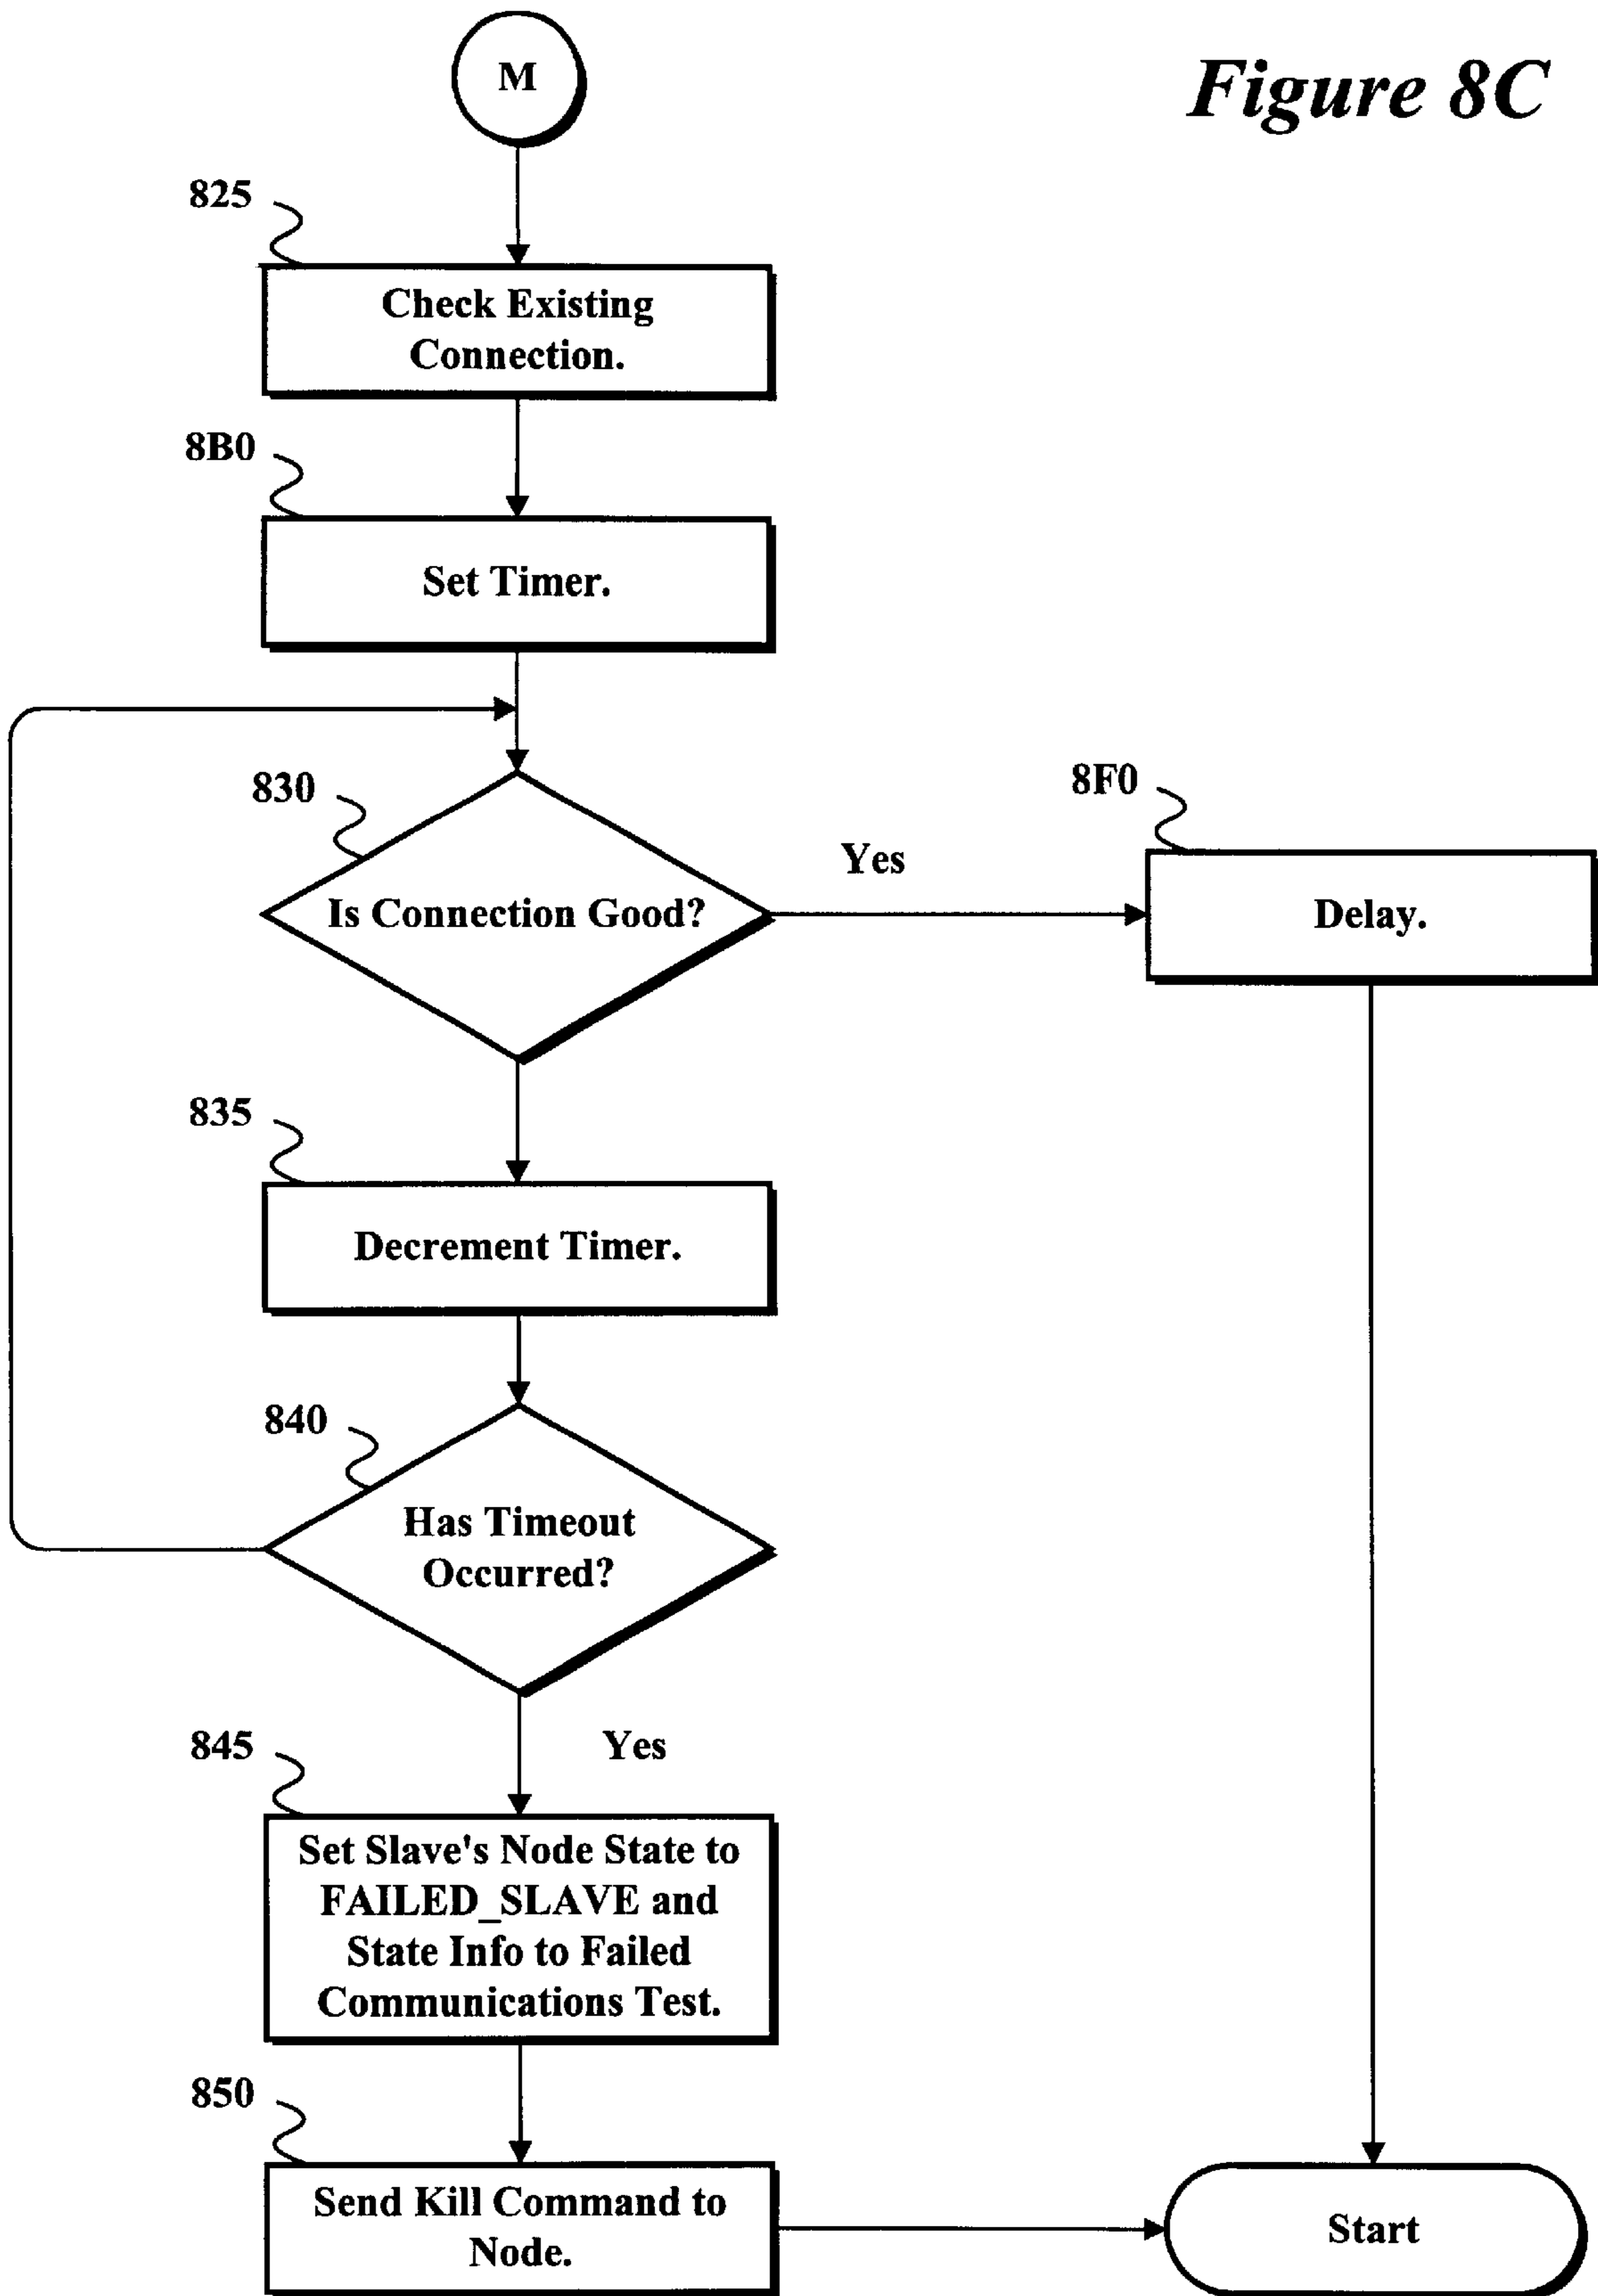 M
Figure 8C
825
Check Existing
Connection.
8B0
Set Timer.
830
Is Connection Good?
Yes
8F0
Delay.
835
Decrement Timer.
840
Has Timeout
Occurred?
Yes
845
Set Slave's Node State to
FAILED_SLAVE and
State Info to Failed
Communications Test.
850
Send Kill Command to
Node.
Start